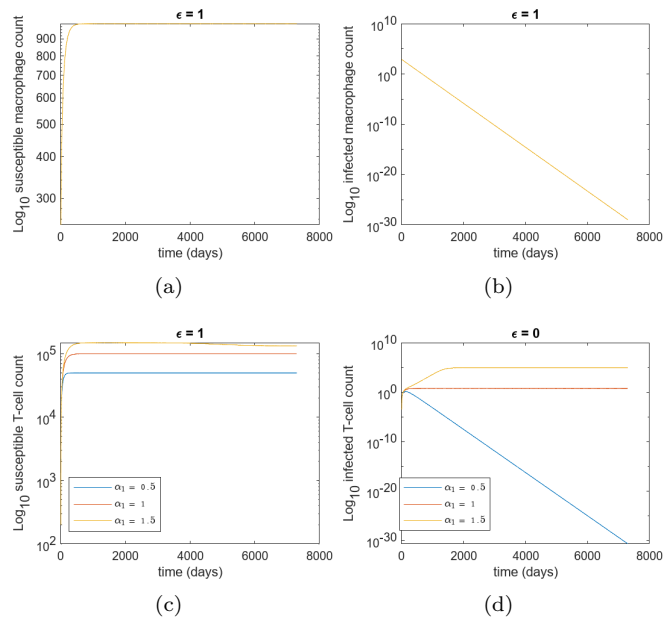 ϵ = 1
Log10 susceptible macrophage count
900
800
700
600
500
400
300
0 2000 4000 6000 8000
time (days)
(a)
ϵ = 1
Log10 infected macrophage count
10^0
10^-10
10^-20
10^-30
0 2000 4000 6000 8000
time (days)
(b)
ϵ = 1
Log10 susceptible T-cell count
10^5
10^4
10^3
10^2
α1 = 0.5
α1 = 1
α1 = 1.5
0 2000 4000 6000 8000
time (days)
(c)
ϵ = 0
Log10 infected T-cell count
10^10
10^0
10^-10
10^-20
10^-30
α1 = 0.5
α1 = 1
α1 = 1.5
0 2000 4000 6000 8000
time (days)
(d)